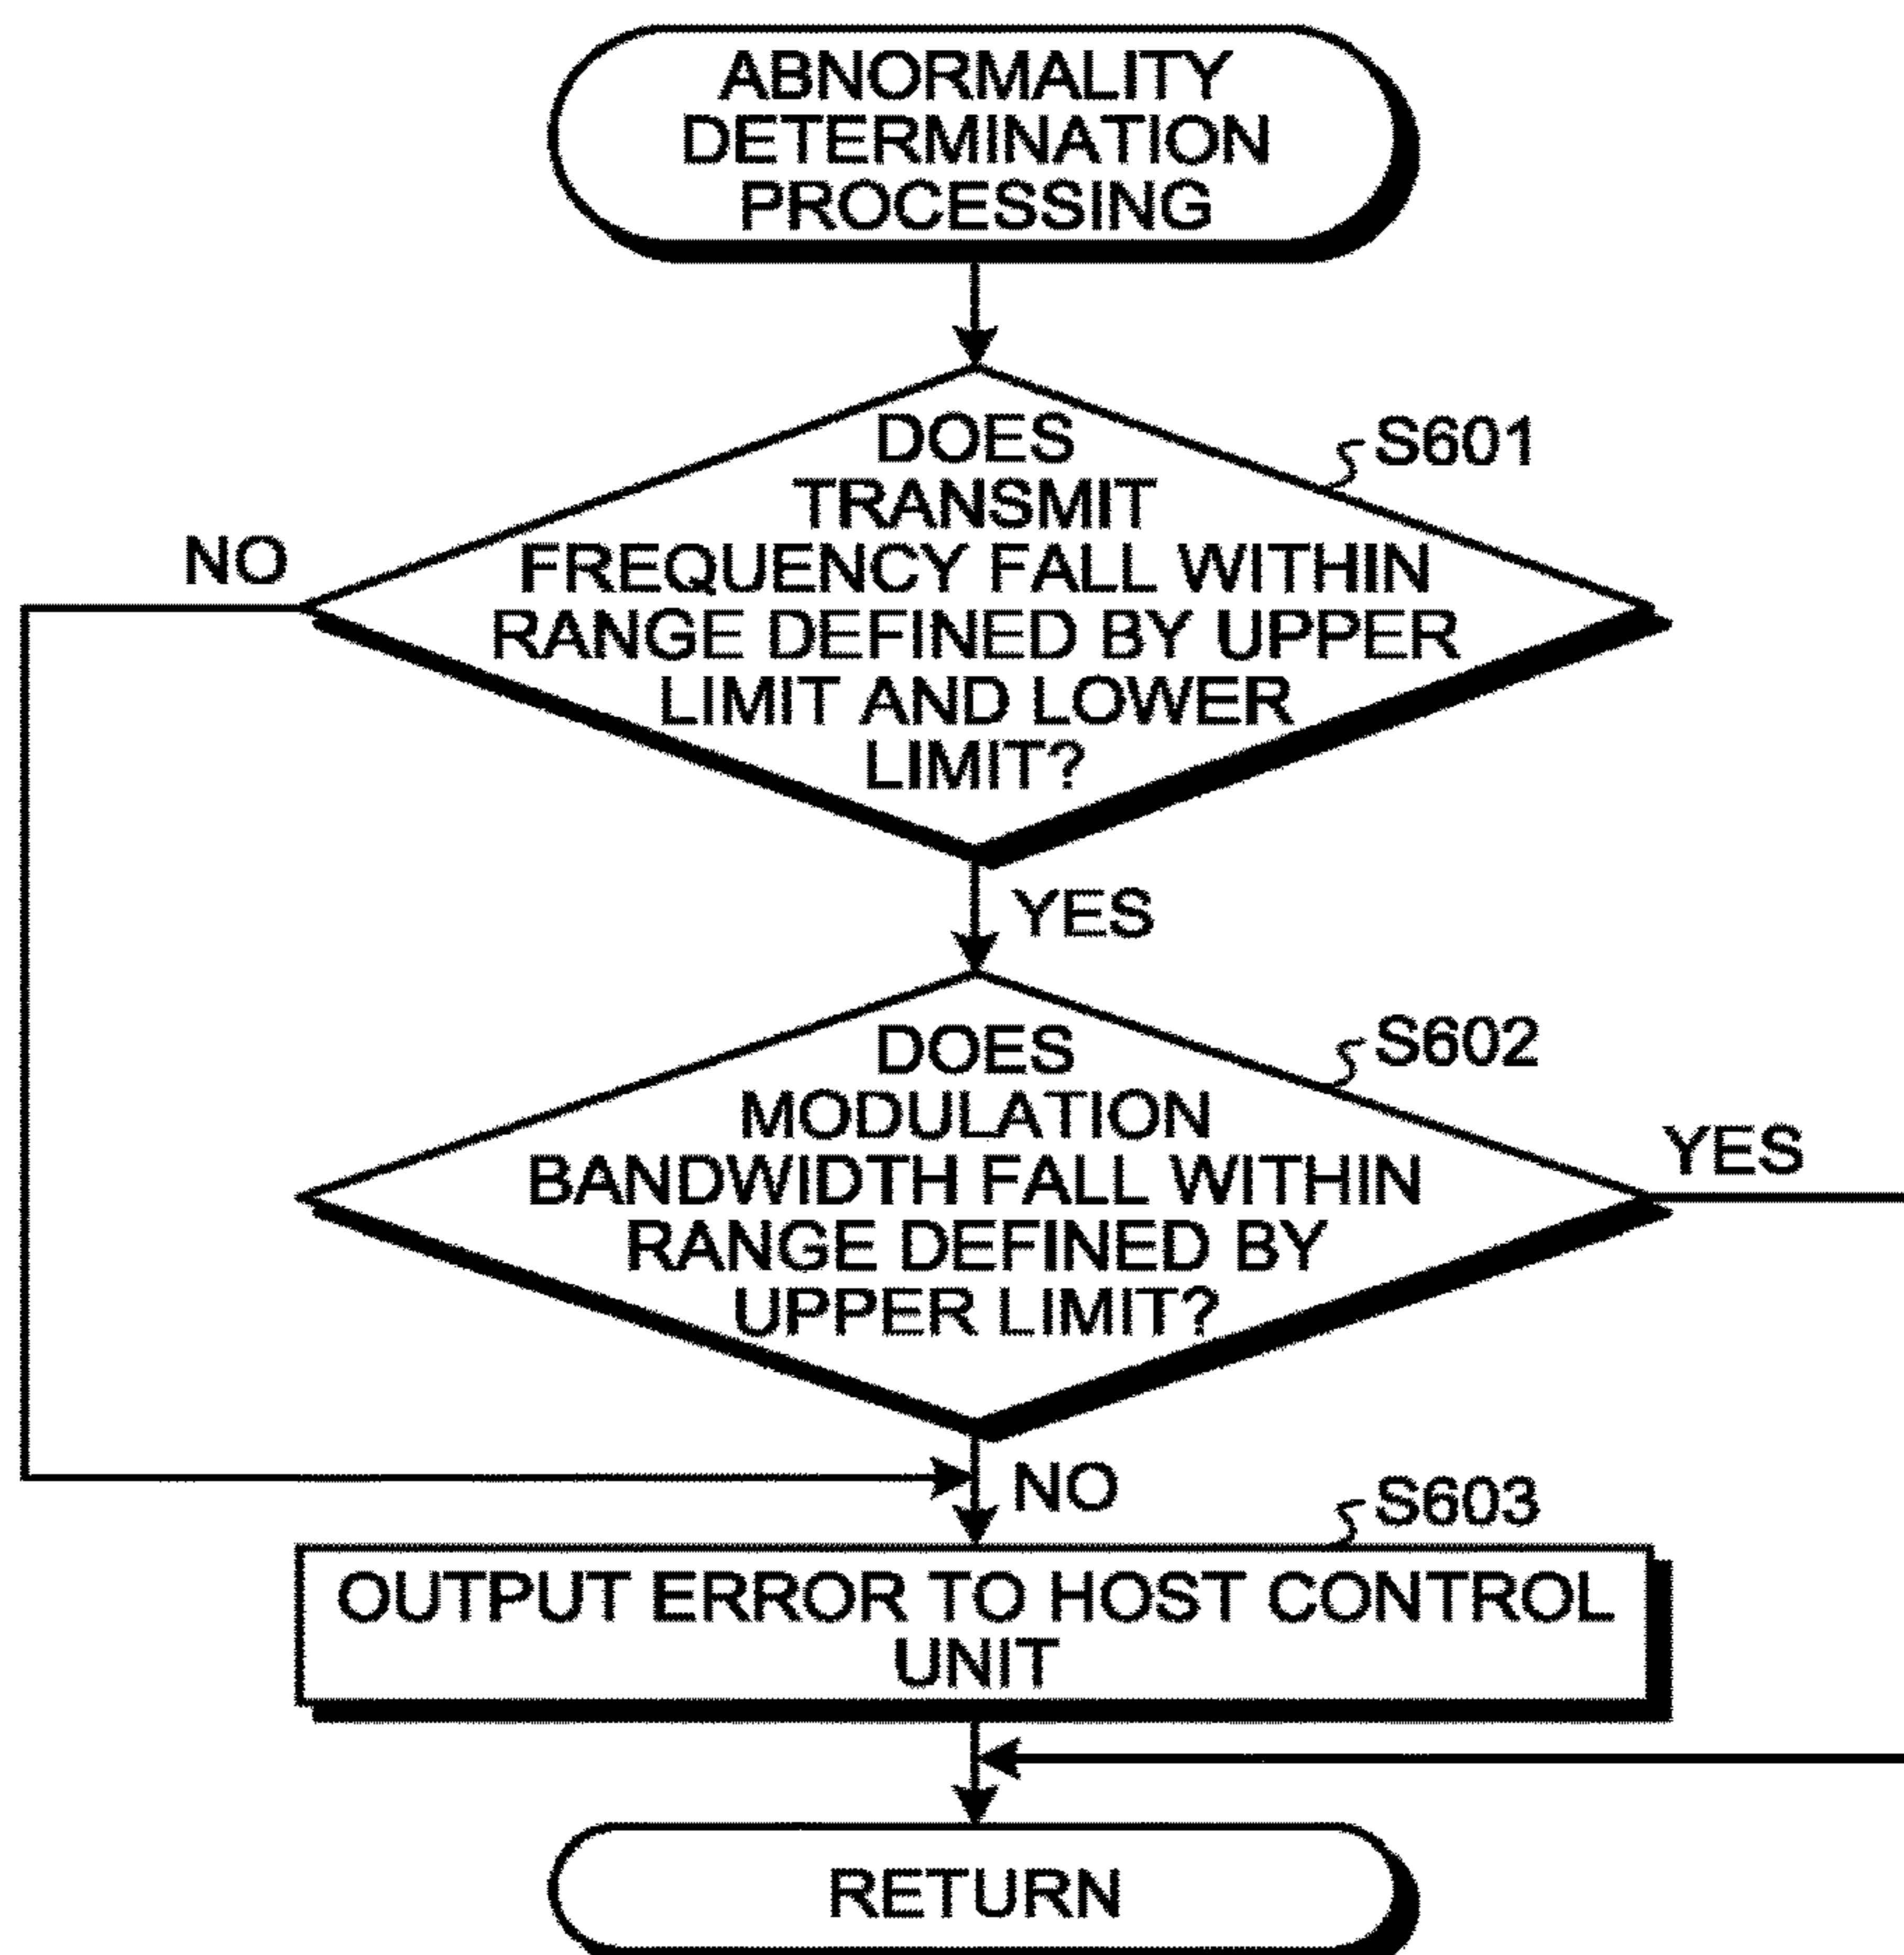 ABNORMALITY
DETERMINATION
PROCESSING
S601
DOES
TRANSMIT
FREQUENCY FALL WITHIN
RANGE DEFINED BY UPPER
LIMIT AND LOWER
LIMIT?
NO
YES
S602
DOES
MODULATION
BANDWIDTH FALL WITHIN
RANGE DEFINED BY
UPPER LIMIT?
YES
NO
S603
OUTPUT ERROR TO HOST CONTROL
UNIT
RETURN